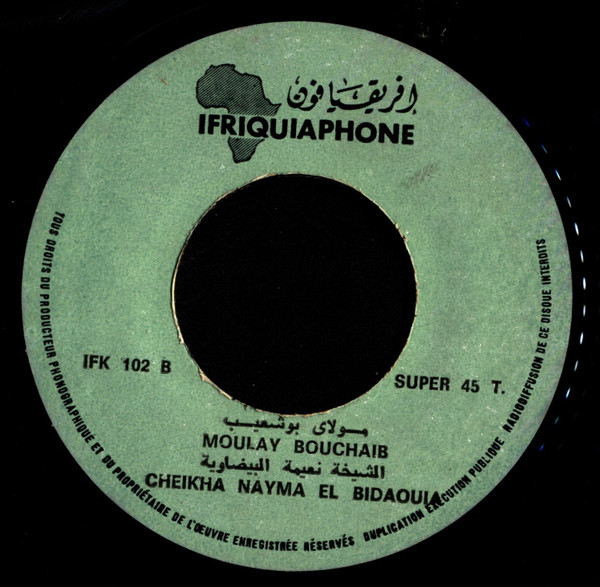 افريقيافون
IFRIQUIAPHONE
IFK 102 B
SUPER 45 T.
مولاي بوشعيب
MOULAY BOUCHAIB
الشيخة نعيمة البيضاوية
CHEIKHA NAYMA EL BIDAOUIA
TOUS DROITS DU PRODUCTEUR PHONOGRAPHIQUE ET DU PROPRIÉTAIRE DE L'ŒUVRE ENREGISTRÉE RÉSERVÉS DUPLICATION EXECUTION PUBLIQUE RADIODIFFUSION DE CE DISQUE INTERDITS